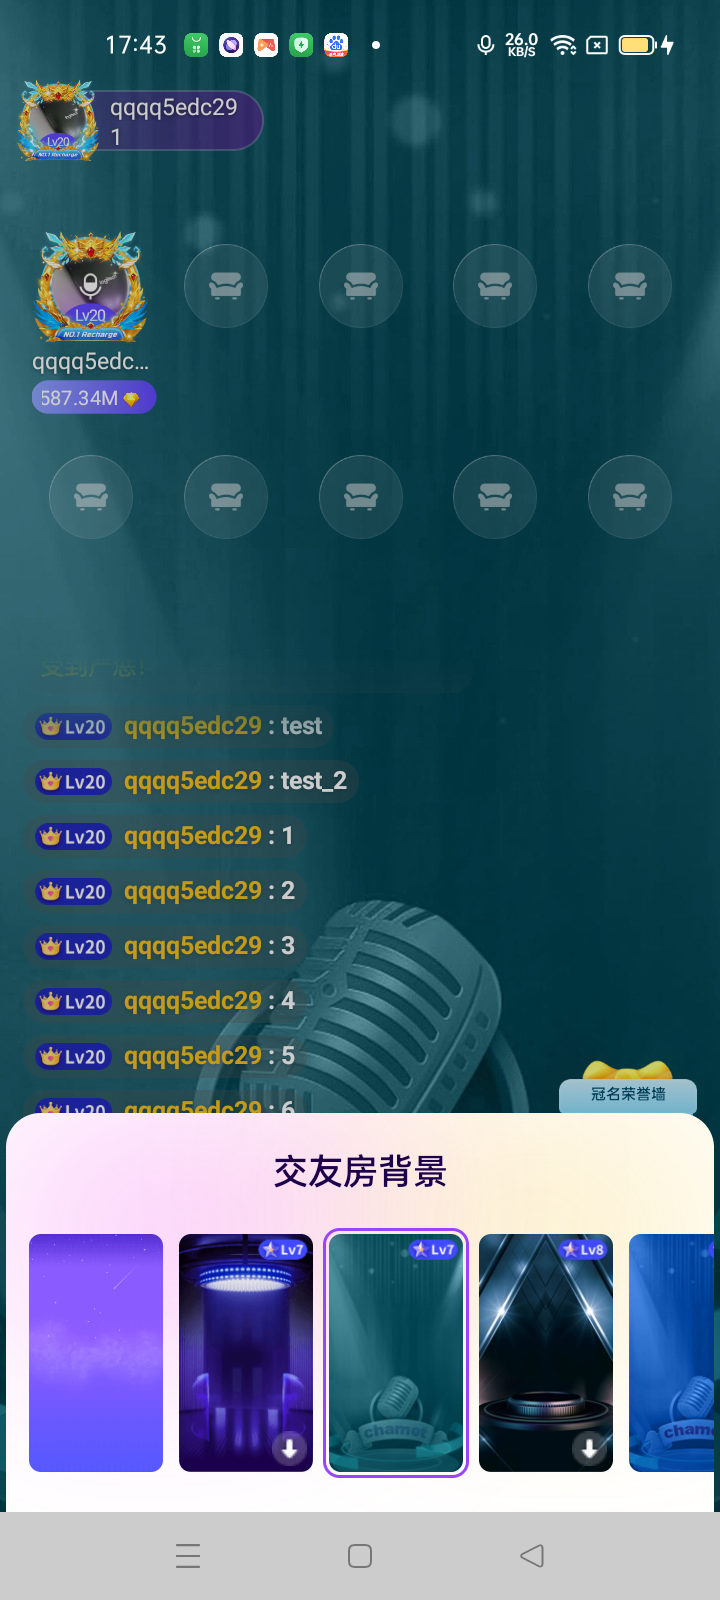 17:43
26.0
KB/S
qqqq5edc29
1
Lv20
NO.1 Recharge
Lv20
NO.1 Recharge
qqqq5edc...
587.34M
Lv20 qqqq5edc29 : test
Lv20 qqqq5edc29 : test_2
Lv20 qqqq5edc29 : 1
Lv20 qqqq5edc29 : 2
Lv20 qqqq5edc29 : 3
Lv20 qqqq5edc29 : 4
Lv20 qqqq5edc29 : 5
Lv20 qqqq5edc29 : 6
冠名荣誉墙
交友房背景
Lv7
Lv7
Lv8
chamet
cham